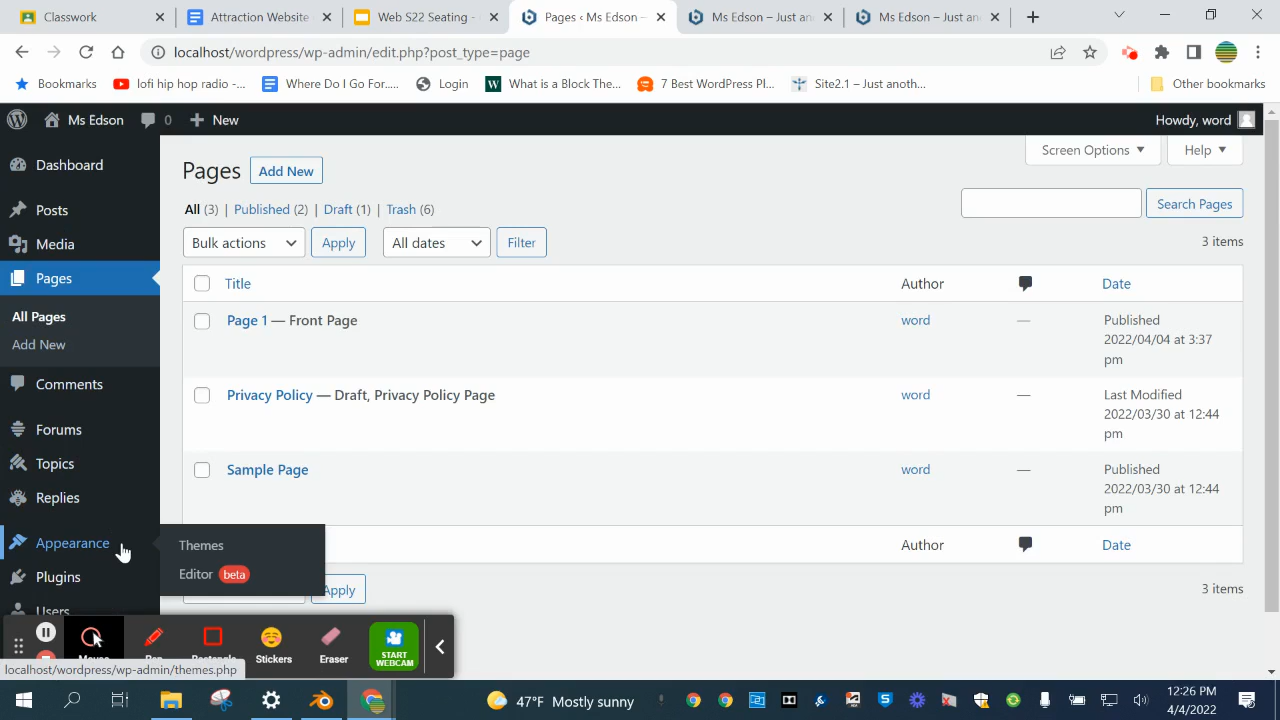 Classwork
Attraction Website
Web S22 Seating -
Pages ‹ Ms Edson —
Ms Edson – Just an
Ms Edson – Just an
localhost/wordpress/wp-admin/edit.php?post_type=page
Bookmarks
lofi hip hop radio -...
Where Do I Go For....
Login
What is a Block The...
7 Best WordPress Pl...
Site2.1 – Just anoth...
Other bookmarks
Ms Edson
0
New
Howdy, word
Dashboard
Posts
Media
Pages
All Pages
Add New
Comments
Forums
Topics
Replies
Appearance
Plugins
Users
Themes
Editor beta
Pages
Add New
Screen Options
Help
All (3) | Published (2) | Draft (1) | Trash (6)
Search Pages
Bulk actions
Apply
All dates
Filter
3 items
Title
Author
Date
Page 1 — Front Page
word
—
Published
2022/04/04 at 3:37
pm
Privacy Policy — Draft, Privacy Policy Page
word
—
Last Modified
2022/03/30 at 12:44
pm
Sample Page
word
—
Published
2022/03/30 at 12:44
pm
Author
Date
Apply
3 items
Stickers
Eraser
START
WEBCAM
localhost/wordpress/wp-admin/themes.php
47°F Mostly sunny
12:26 PM
4/4/2022